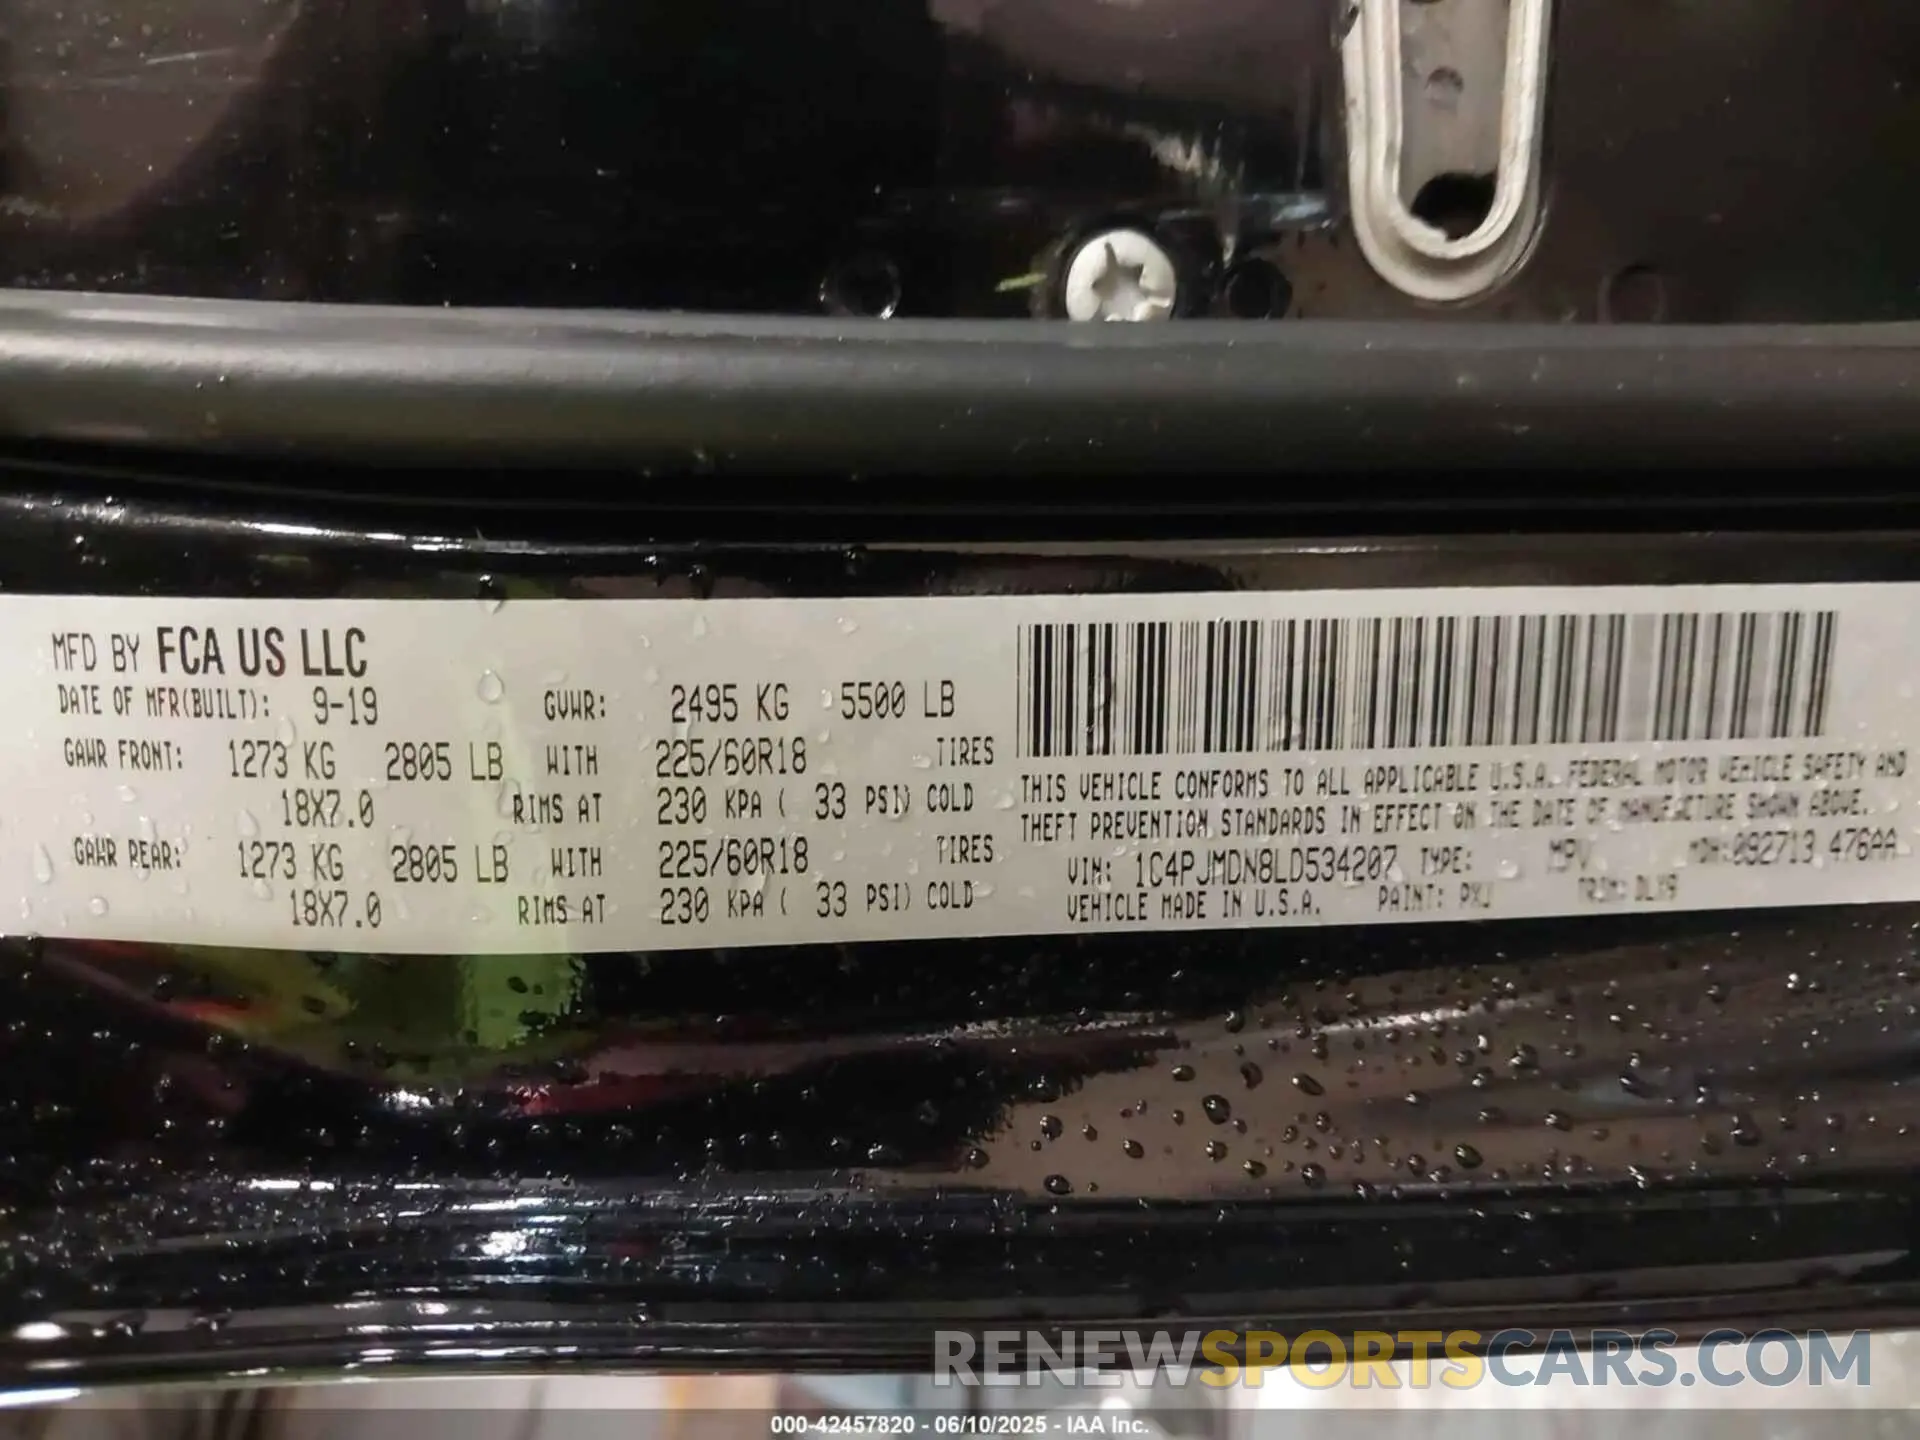 MFD BY FCA US LLC
DATE OF MFR(BUILT): 9-19 GVWR: 2495 KG 5500 LB
GAWR FRONT: 1273 KG 2805 LB WITH 225/60R18 TIRES
18X7.0 RIMS AT 230 KPA ( 33 PSI) COLD
GAWR REAR: 1273 KG 2805 LB WITH 225/60R18 TIRES
18X7.0 RIMS AT 230 KPA ( 33 PSI) COLD
THIS VEHICLE CONFORMS TO ALL APPLICABLE U.S.A. FEDERAL MOTOR VEHICLE SAFETY AND
THEFT PREVENTION STANDARDS IN EFFECT ON THE DATE OF MANUFACTURE SHOWN ABOVE.
VIN: 1C4PJMDN8LD534207 TYPE: MPV MDH:092713 476AA
VEHICLE MADE IN U.S.A. PAINT: PXJ TRIM: DLX9
RENEWSPORTSCARS.COM
000-42457820 - 06/10/2025 - IAA Inc.